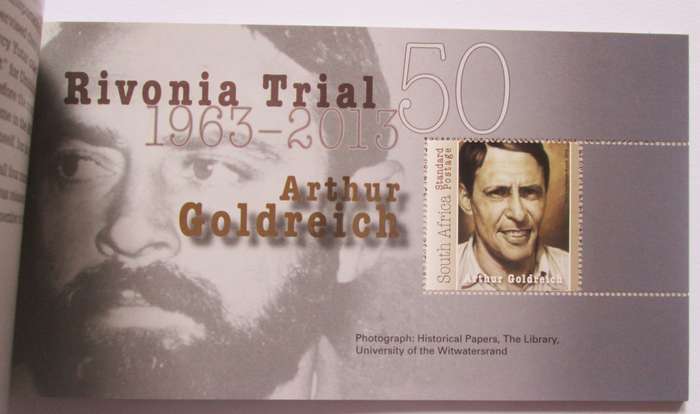 Rivonia Trial
50
1963–2013
Arthur
Goldreich
South Africa
Standard
Postage
Arthur Goldreich
Photograph: Historical Papers, The Library,
University of the Witwatersrand